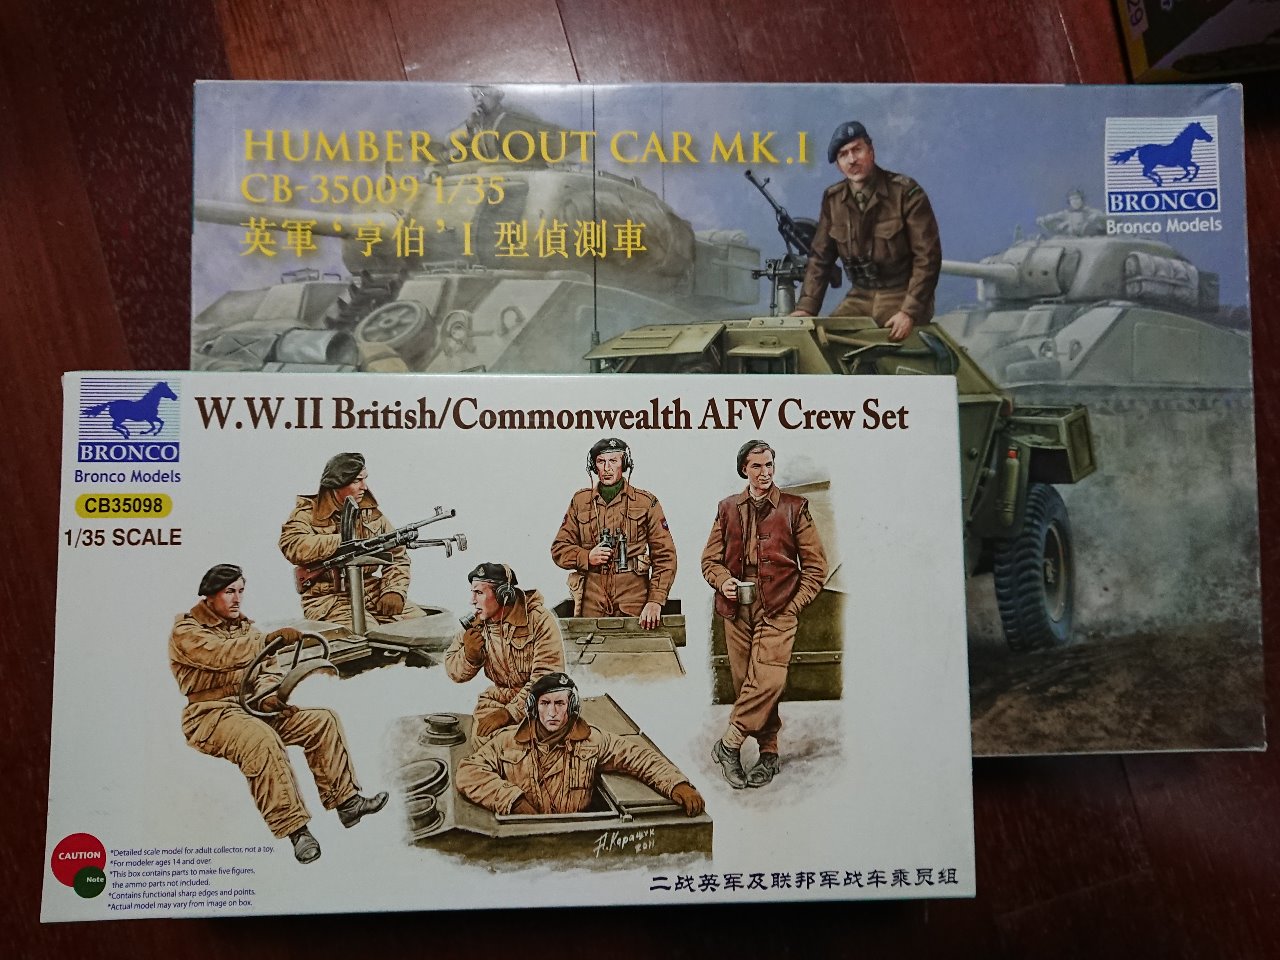 HUMBER SCOUT CAR MK.I
CB-35009 1/35
英軍‘亨伯’I 型偵測車
BRONCO
Bronco Models
W.W.II British/Commonwealth AFV Crew Set
BRONCO
Bronco Models
CB35098
1/35 SCALE
CAUTION
Note
*Detailed scale model for adult collector, not a toy.
*For modeler ages 14 and over.
*This box contains parts to make five figures,
the ammo parts not included.
*Contains functional sharp edges and points.
*Actual model may vary from image on box.
2011
二战英军及联邦军战车乘员组